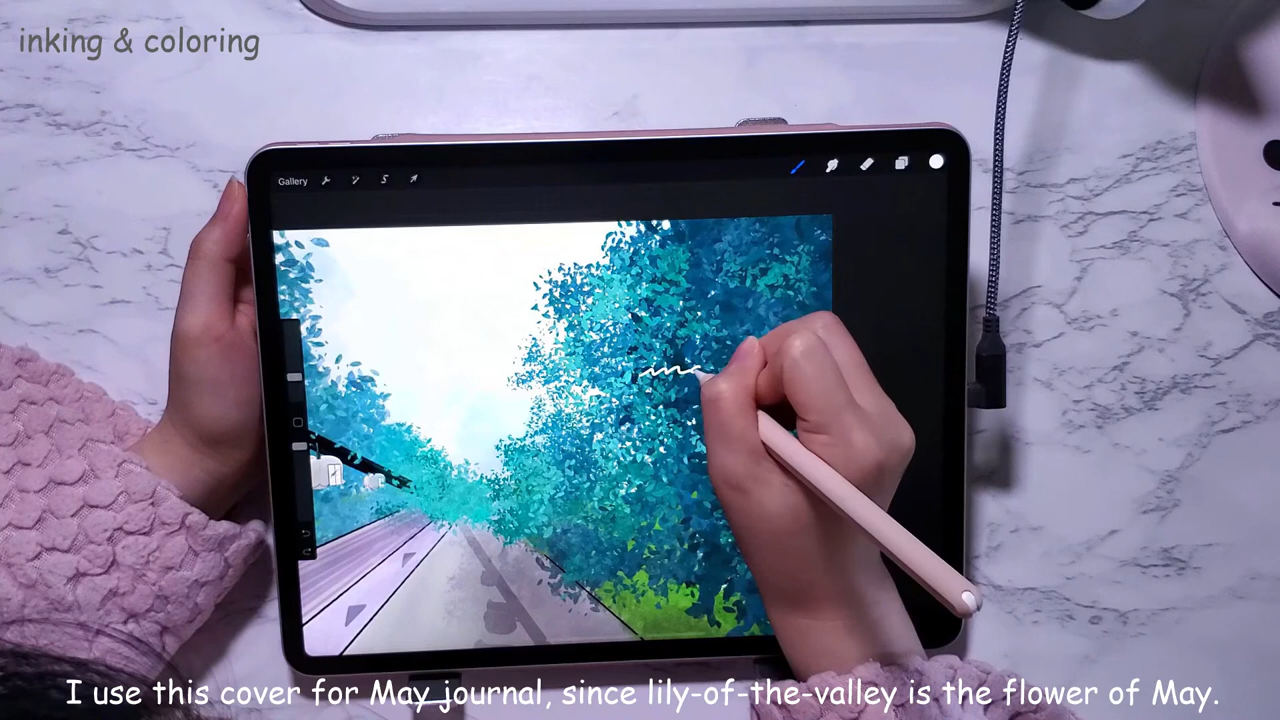 inking & coloring
Gallery
I use this cover for May journal, since lily-of-the-valley is the flower of May.